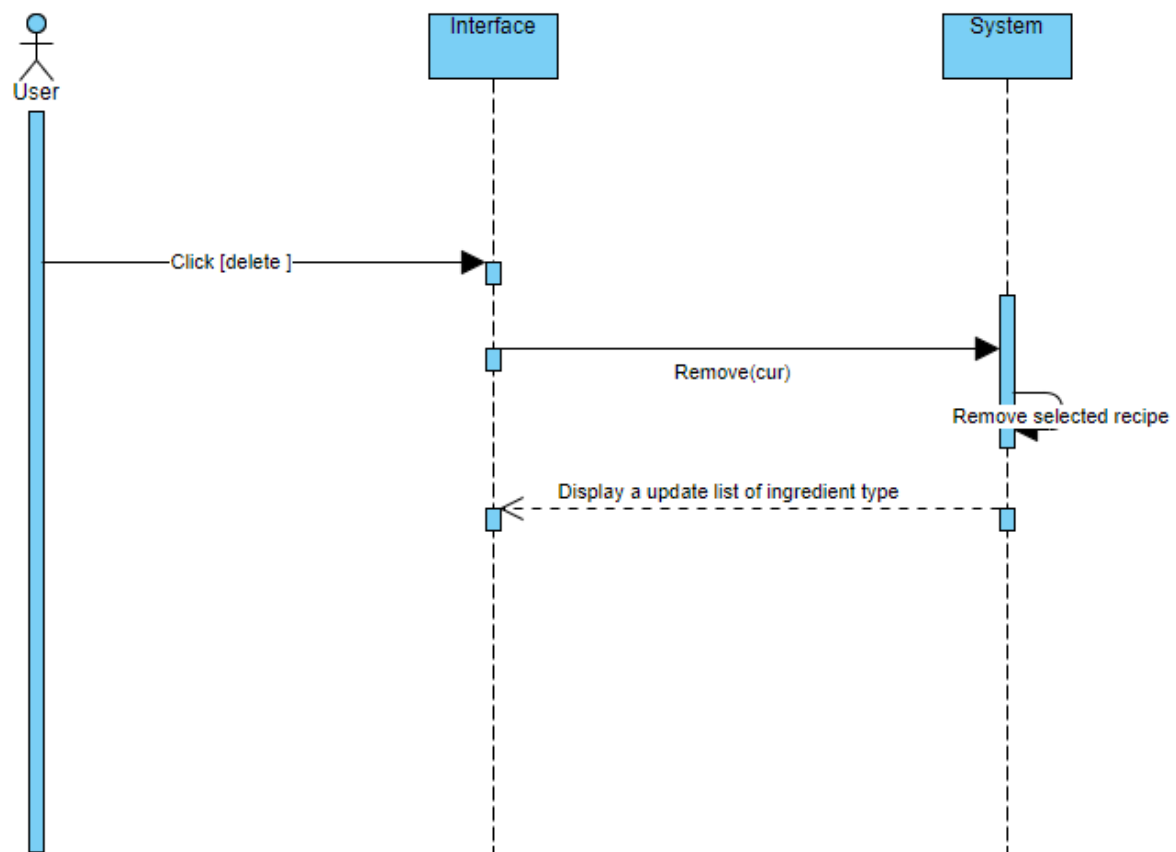 Interface
System
User
Click [delete ]
Remove(cur)
Remove selected recipe
Display a update list of ingredient type